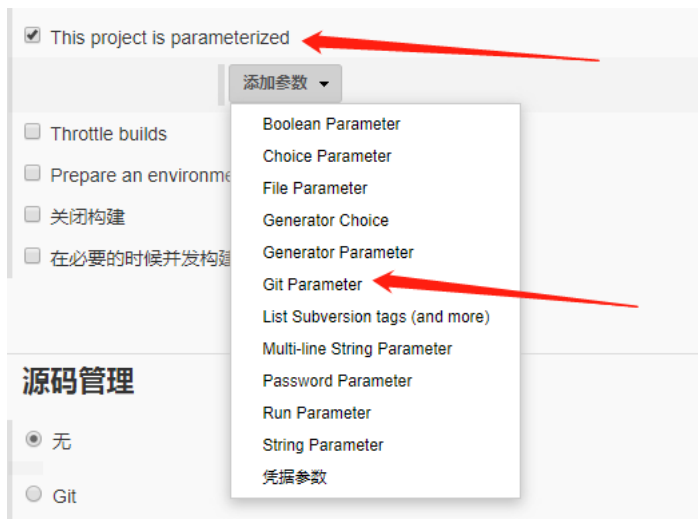 This project is parameterized
添加参数
Boolean Parameter
Throttle builds
Choice Parameter
Prepare an
File Parameter
关闭构建
Generator Choice
在必要的时候并发构建
Generator Parameter
Git Parameter
List Subversion tags (and more)
Multi-line String Parameter
源码管理
Password Parameter
Run Parameter
无
String Parameter
凭据参数
Git